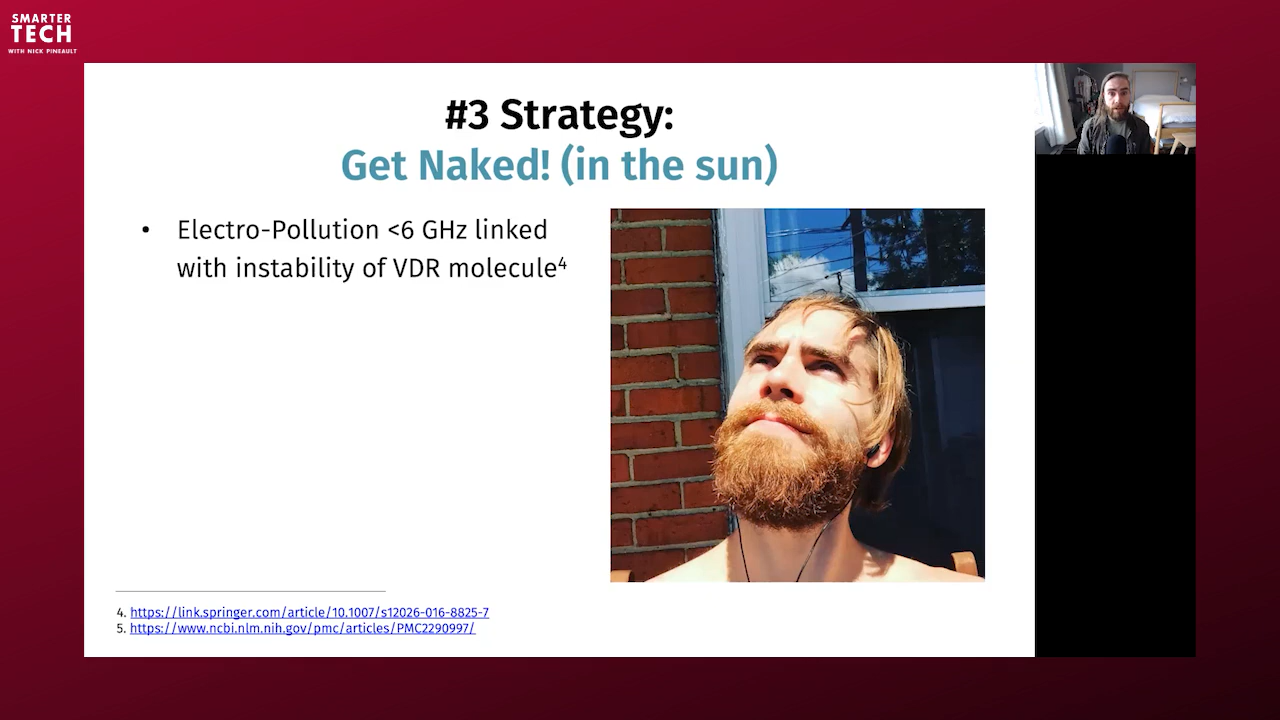 SMARTER
TECH
WITH NICK PINEAULT
#3 Strategy:
Get Naked! (in the sun)
• Electro-Pollution <6 GHz linked
with instability of VDR molecule⁴
4. https://link.springer.com/article/10.1007/s12026-016-8825-7
5. https://www.ncbi.nlm.nih.gov/pmc/articles/PMC2290997/